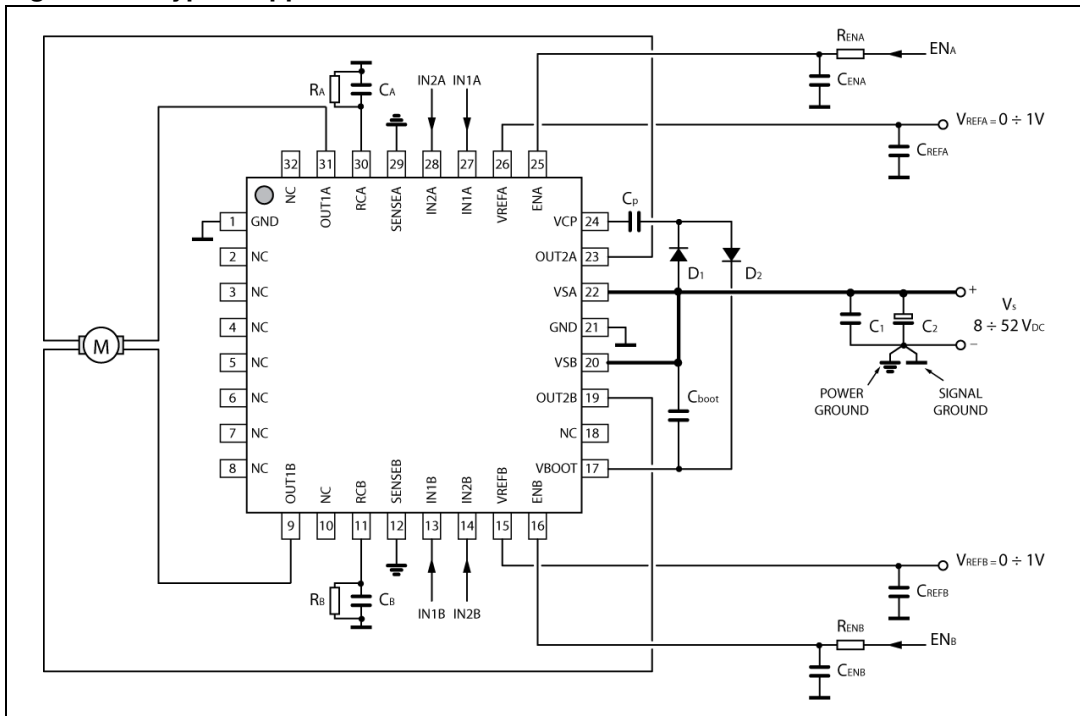 RENA
ENA
CENA
IN2A IN1A
RA
CA
VREFA = 0 ÷ 1V
CREFA
32 31 30 29 28 27 26 25
NC OUT1A RCA SENSEA IN2A IN1A VREFA ENA
1 GND
2 NC
3 NC
4 NC
5 NC
6 NC
7 NC
8 NC
VCP 24
OUT2A 23
VSA 22
GND 21
VSB 20
OUT2B 19
NC 18
VBOOT 17
Cp
D1
D2
M
+
Vs
8 ÷ 52 VDC
−
C1
C2
POWER
GROUND
SIGNAL
GROUND
Cboot
OUT1B NC RCB SENSEB IN1B IN2B VREFB ENB
9 10 11 12 13 14 15 16
RB
CB
IN1B IN2B
VREFB = 0 ÷ 1V
CREFB
RENB
ENB
CENB